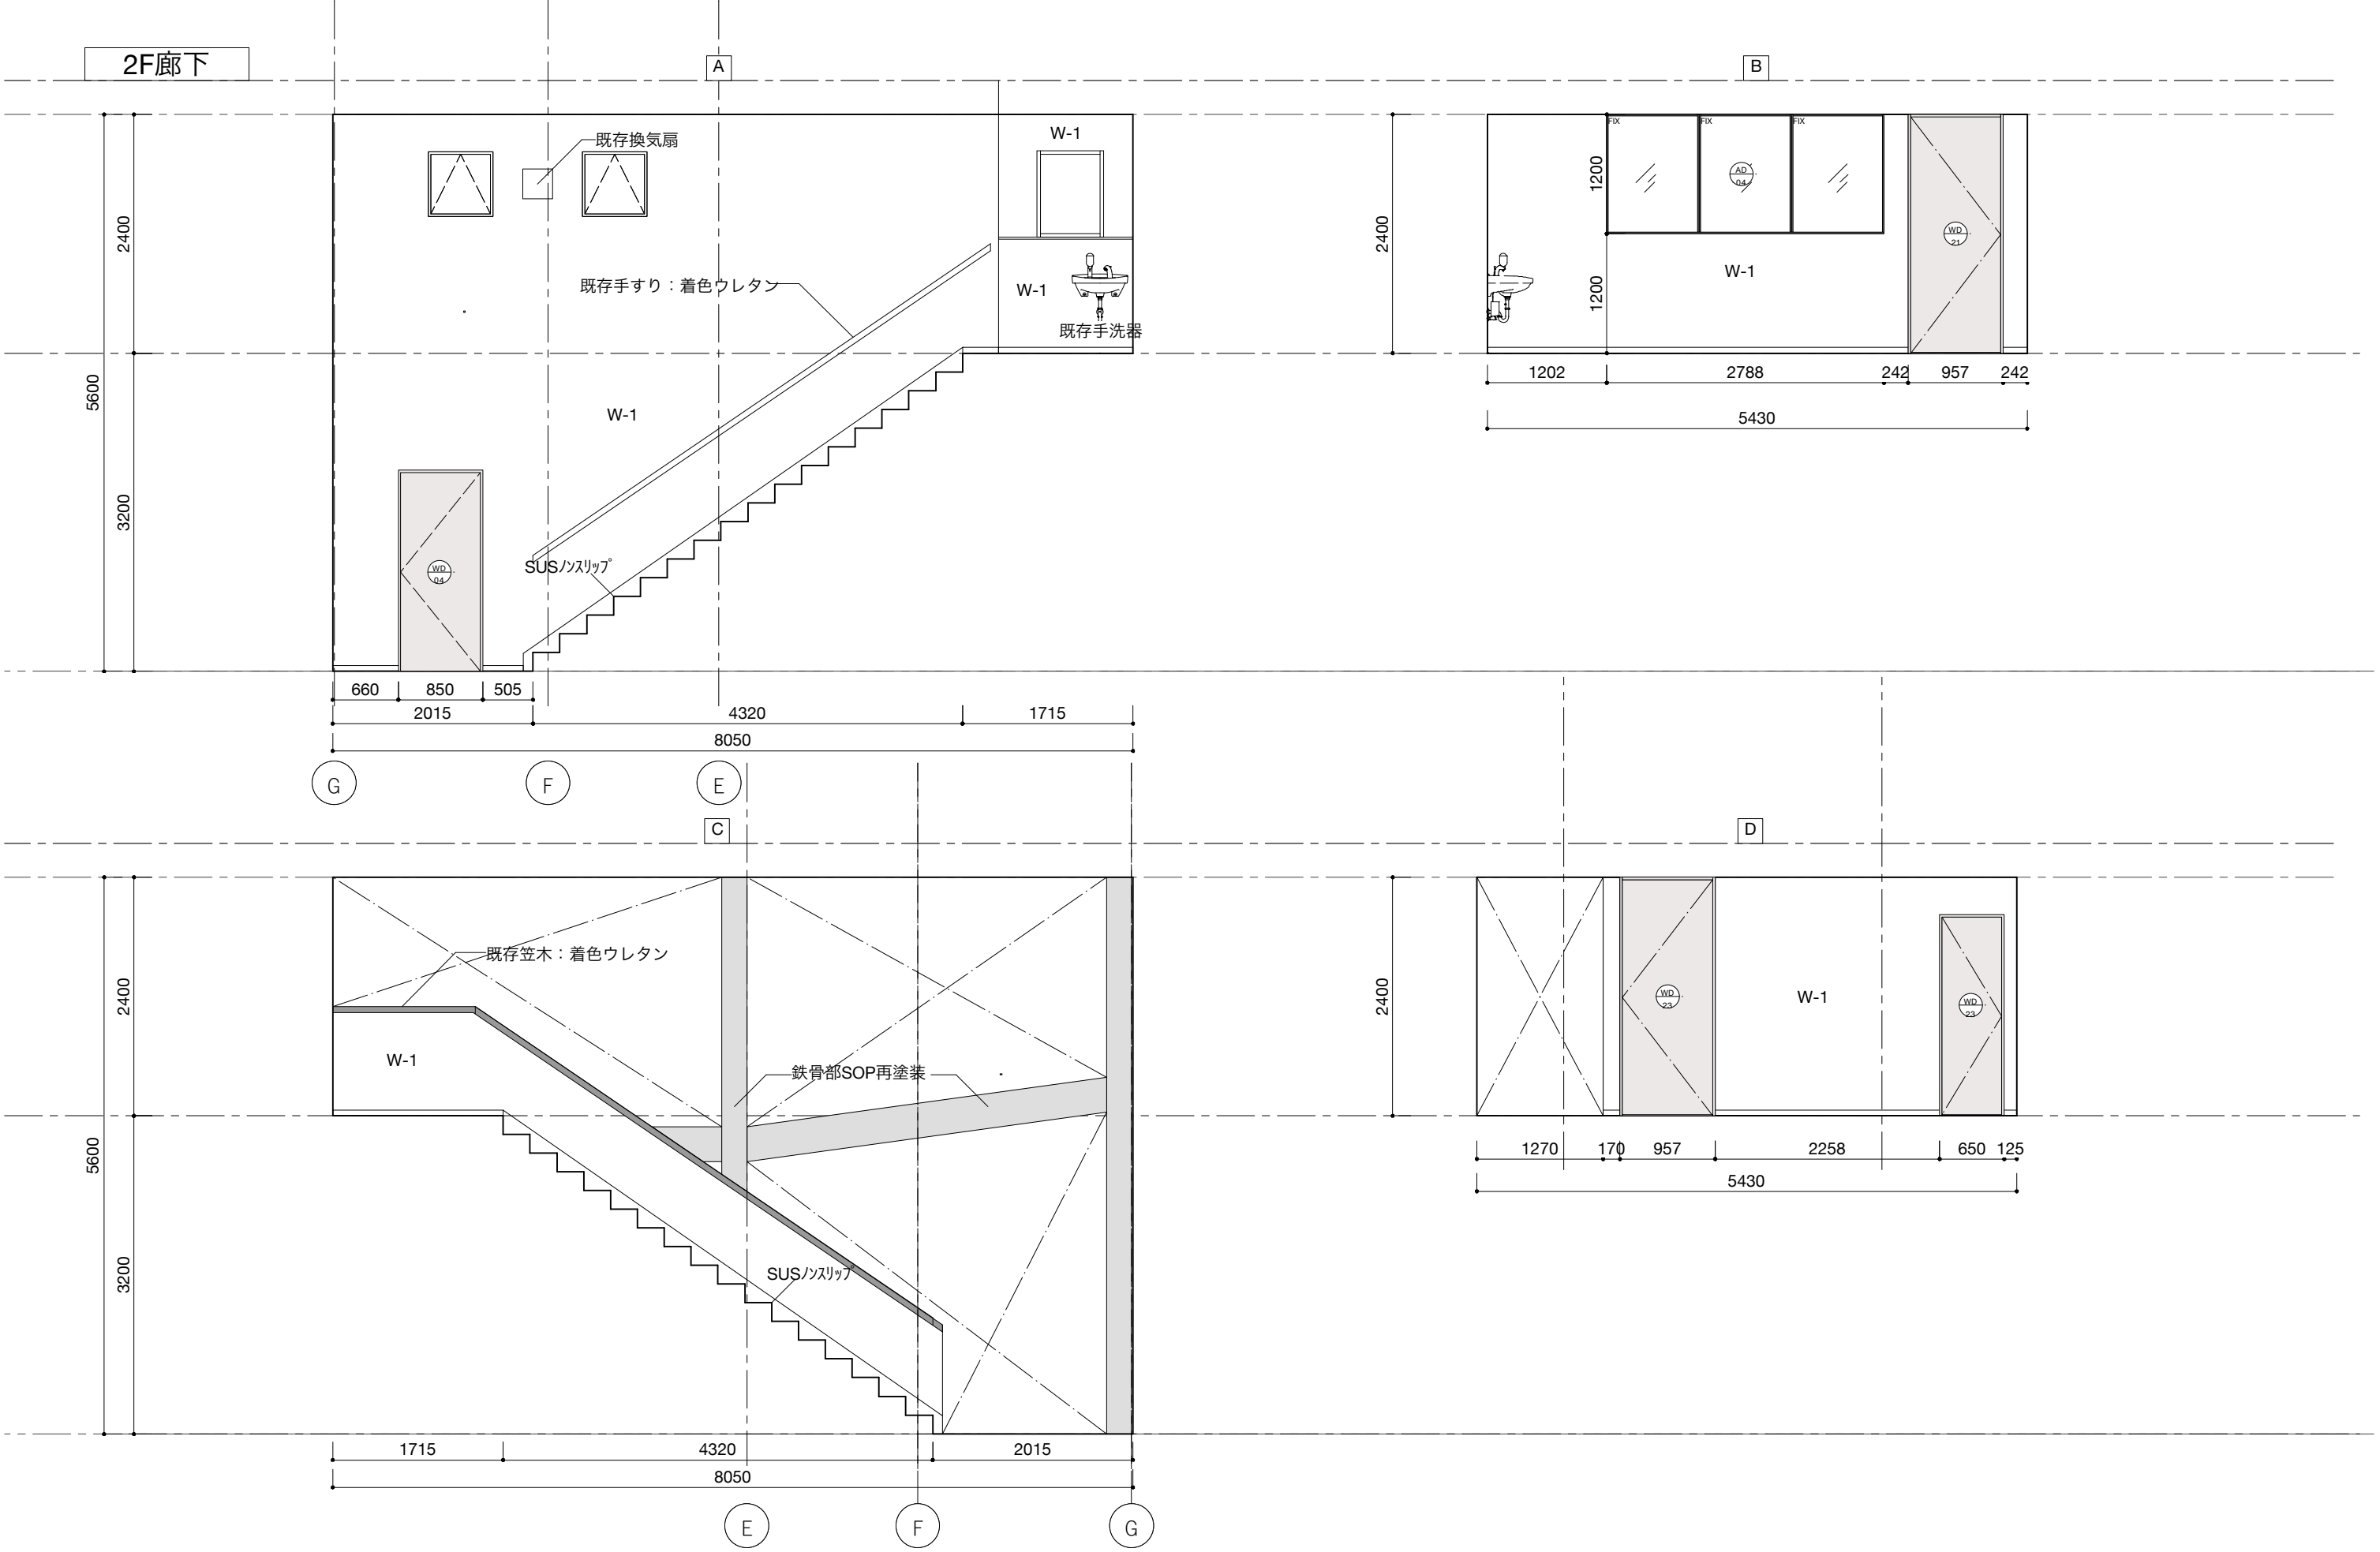 2F廊下
A
既存換気扇
W-1
2400
既存手すり：着色ウレタン
W-1
既存手洗器
5600
W-1
3200
WD
04
SUSﾉﾝｽﾘｯﾌﾟ
660
850
505
2015
4320
1715
8050
G
F
E
B
FIX
FIX
FIX
1200
AD
04
2400
WD
21
W-1
1200
1202
2788
242
957
242
5430
C
既存笠木：着色ウレタン
2400
W-1
鉄骨部SOP再塗装
5600
3200
SUSﾉﾝｽﾘｯﾌﾟ
1715
4320
2015
8050
E
F
G
D
2400
WD
23
W-1
WD
23
1270
170
957
2258
650
125
5430